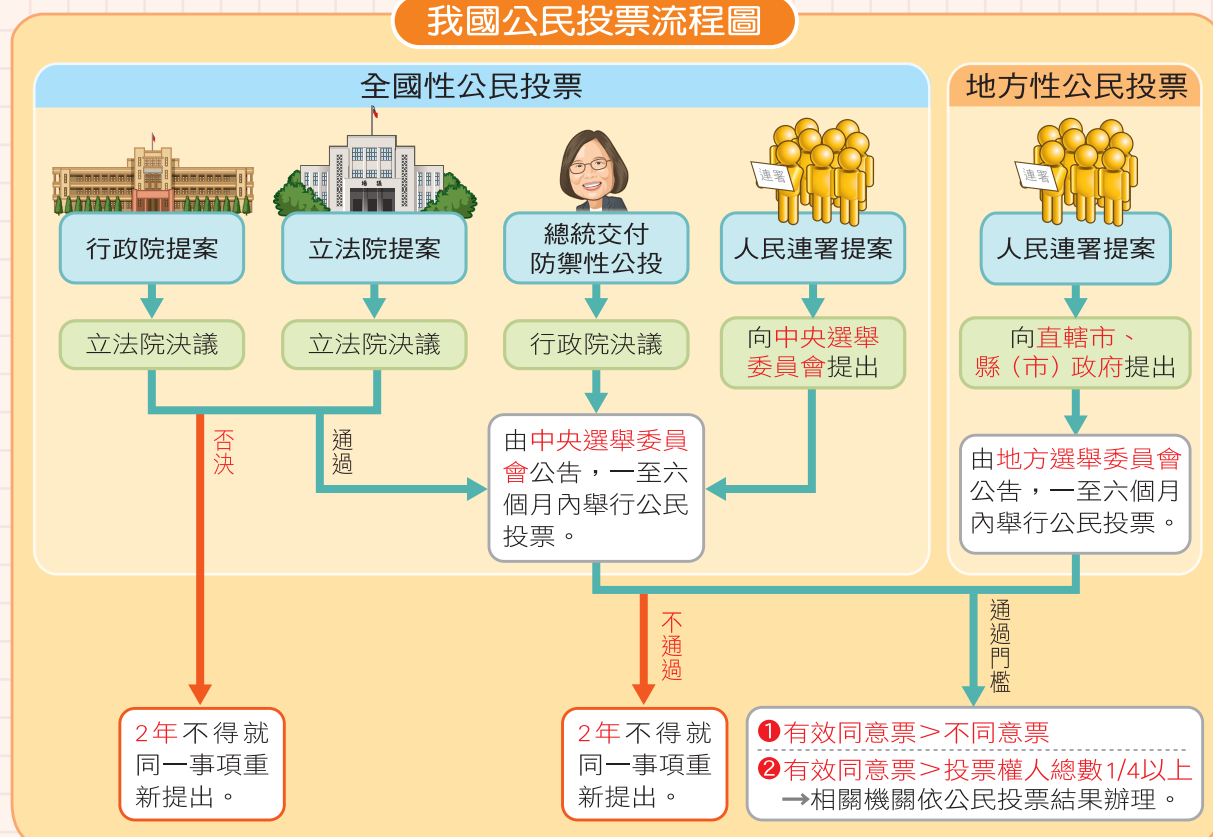 我國公民投票流程圖
全國性公民投票
地方性公民投票
連署
連署
議場
行政院提案
立法院提案
總統交付
防禦性公投
人民連署提案
人民連署提案
立法院決議
立法院決議
行政院決議
向中央選舉
委員會提出
向直轄市、
縣（市）政府提出
否決
通過
由中央選舉委員
會公告，一至六
個月內舉行公民
投票。
由地方選舉委員會
公告，一至六個月
內舉行公民投票。
不通過
通過門檻
2年不得就
同一事項重
新提出。
2年不得就
同一事項重
新提出。
❶有效同意票＞不同意票
❷有效同意票＞投票權人總數1/4以上
→相關機關依公民投票結果辦理。